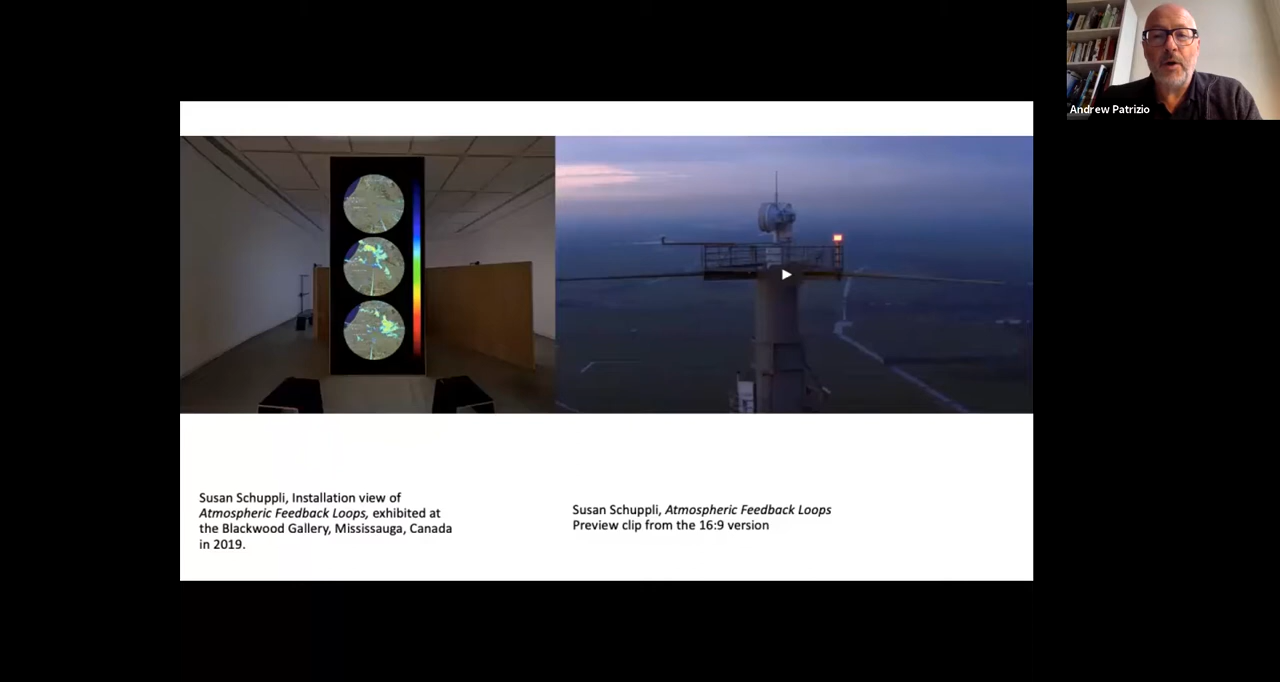 Andrew Patrizio
Susan Schuppli, Installation view of
Atmospheric Feedback Loops, exhibited at
the Blackwood Gallery, Mississauga, Canada
in 2019.
Susan Schuppli, Atmospheric Feedback Loops
Preview clip from the 16:9 version